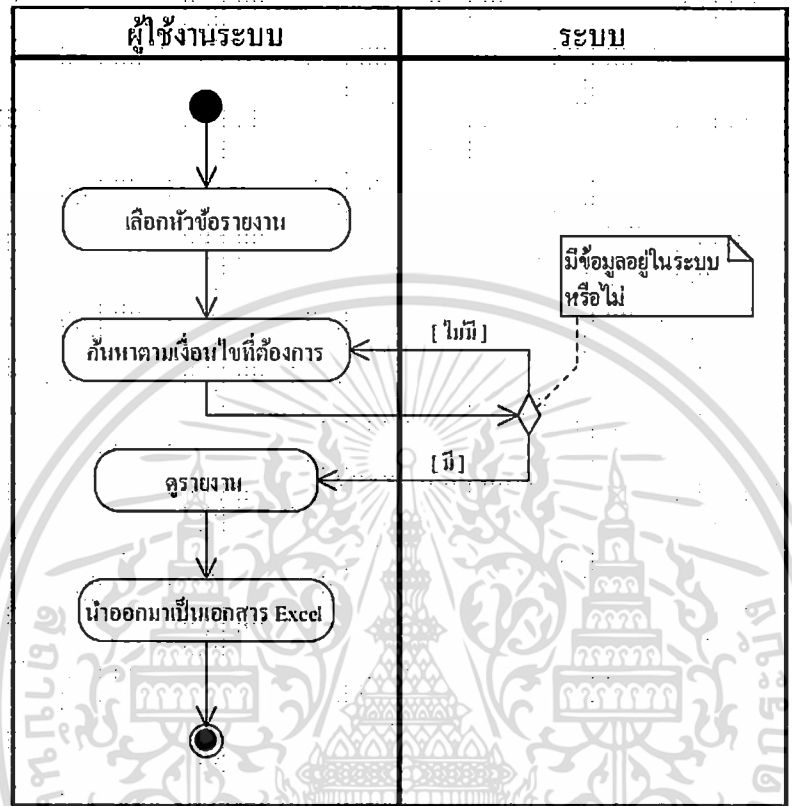 ผู้ใช้งานระบบ
ระบบ
เลือกหัวข้อรายงาน
มีข้อมูลอยู่ในระบบ
หรือไม่
[ ไม่มี ]
ค้นหาตามเงื่อนไขที่ต้องการ
[ มี ]
ดูรายงาน
นำออกมาเป็นเอกสาร Excel